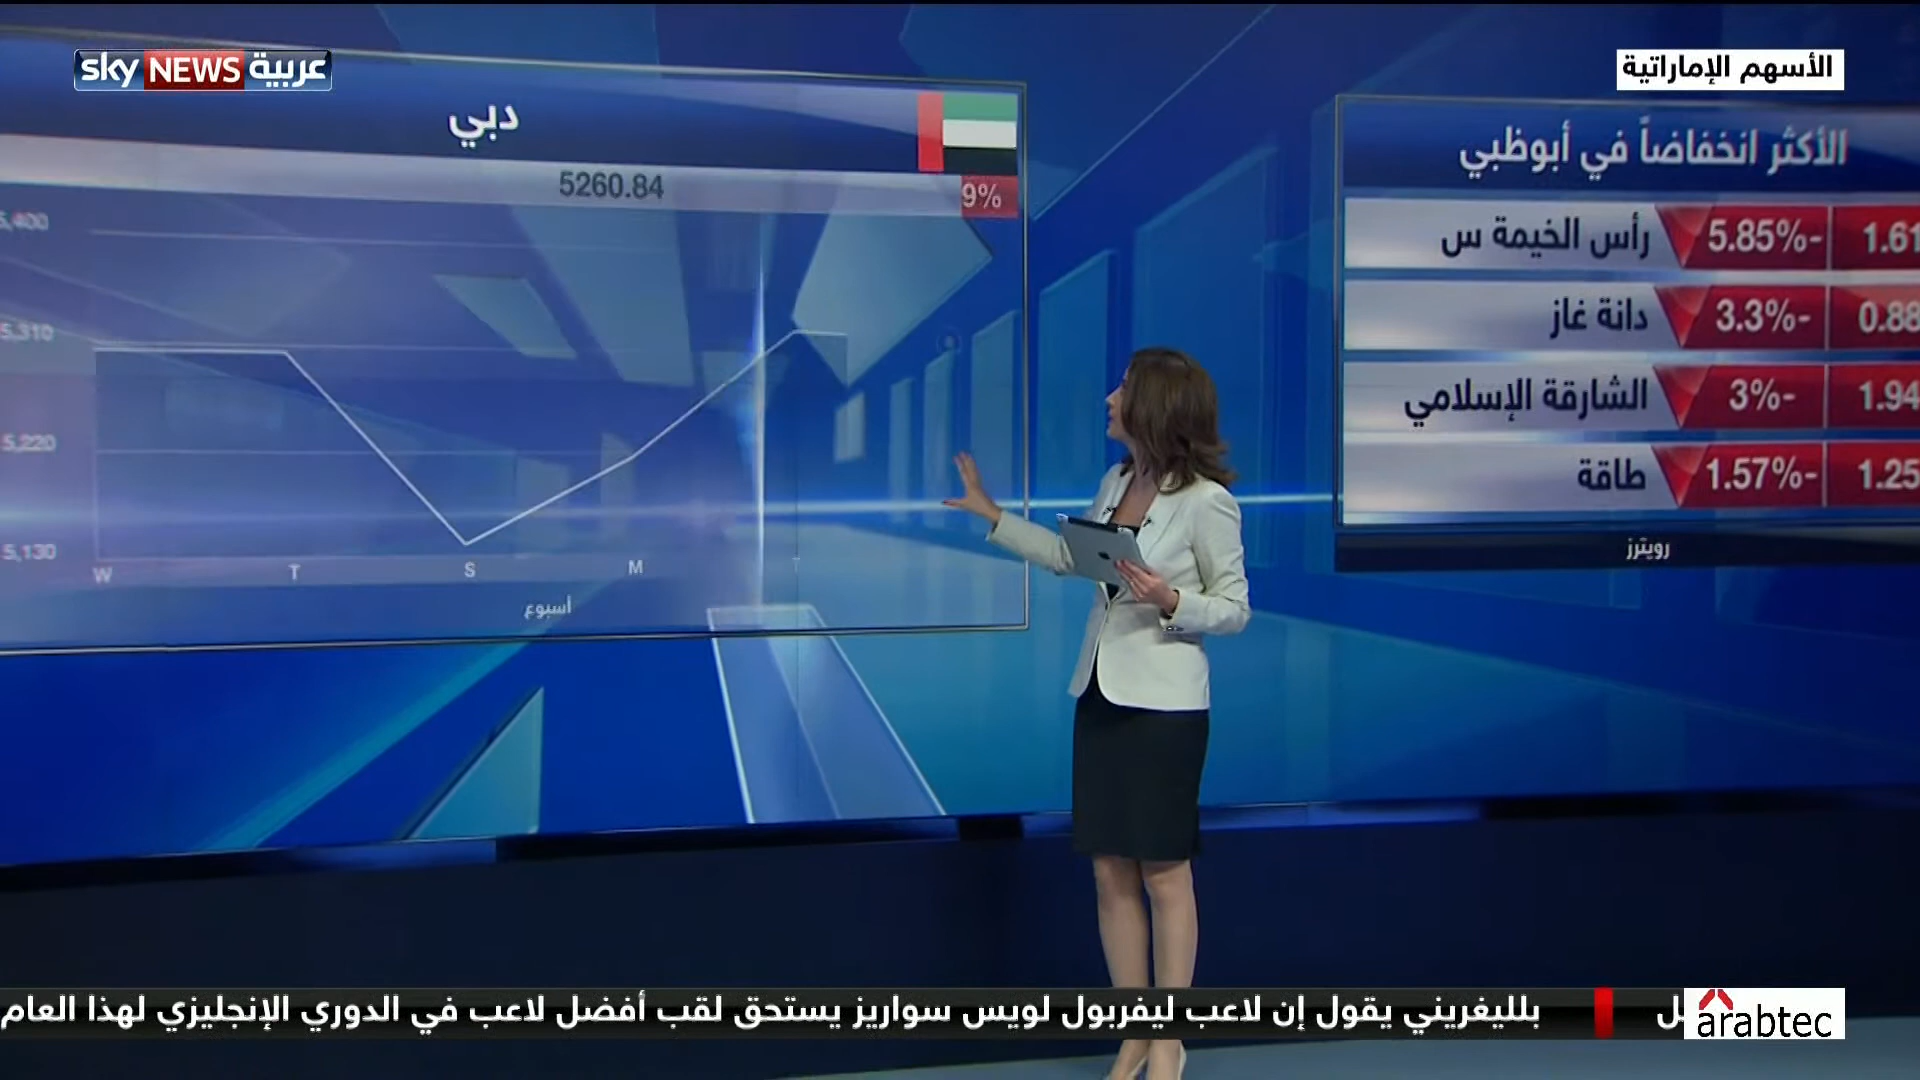 sky NEWS عربية
الأسهم الإماراتية
دبي
5260.84
9%
5,400
5,310
5,220
5,130
W T S M T
أسبوع
الأكثر انخفاضاً في أبوظبي
رأس الخيمة س 5.85%- 1.61
دانة غاز 3.3%- 0.88
الشارقة الإسلامي 3%- 1.94
طاقة 1.57%- 1.25
رويترز
بلليغريني يقول إن لاعب ليفربول لويس سواريز يستحق لقب أفضل لاعب في الدوري الإنجليزي لهذا العام
arabtec